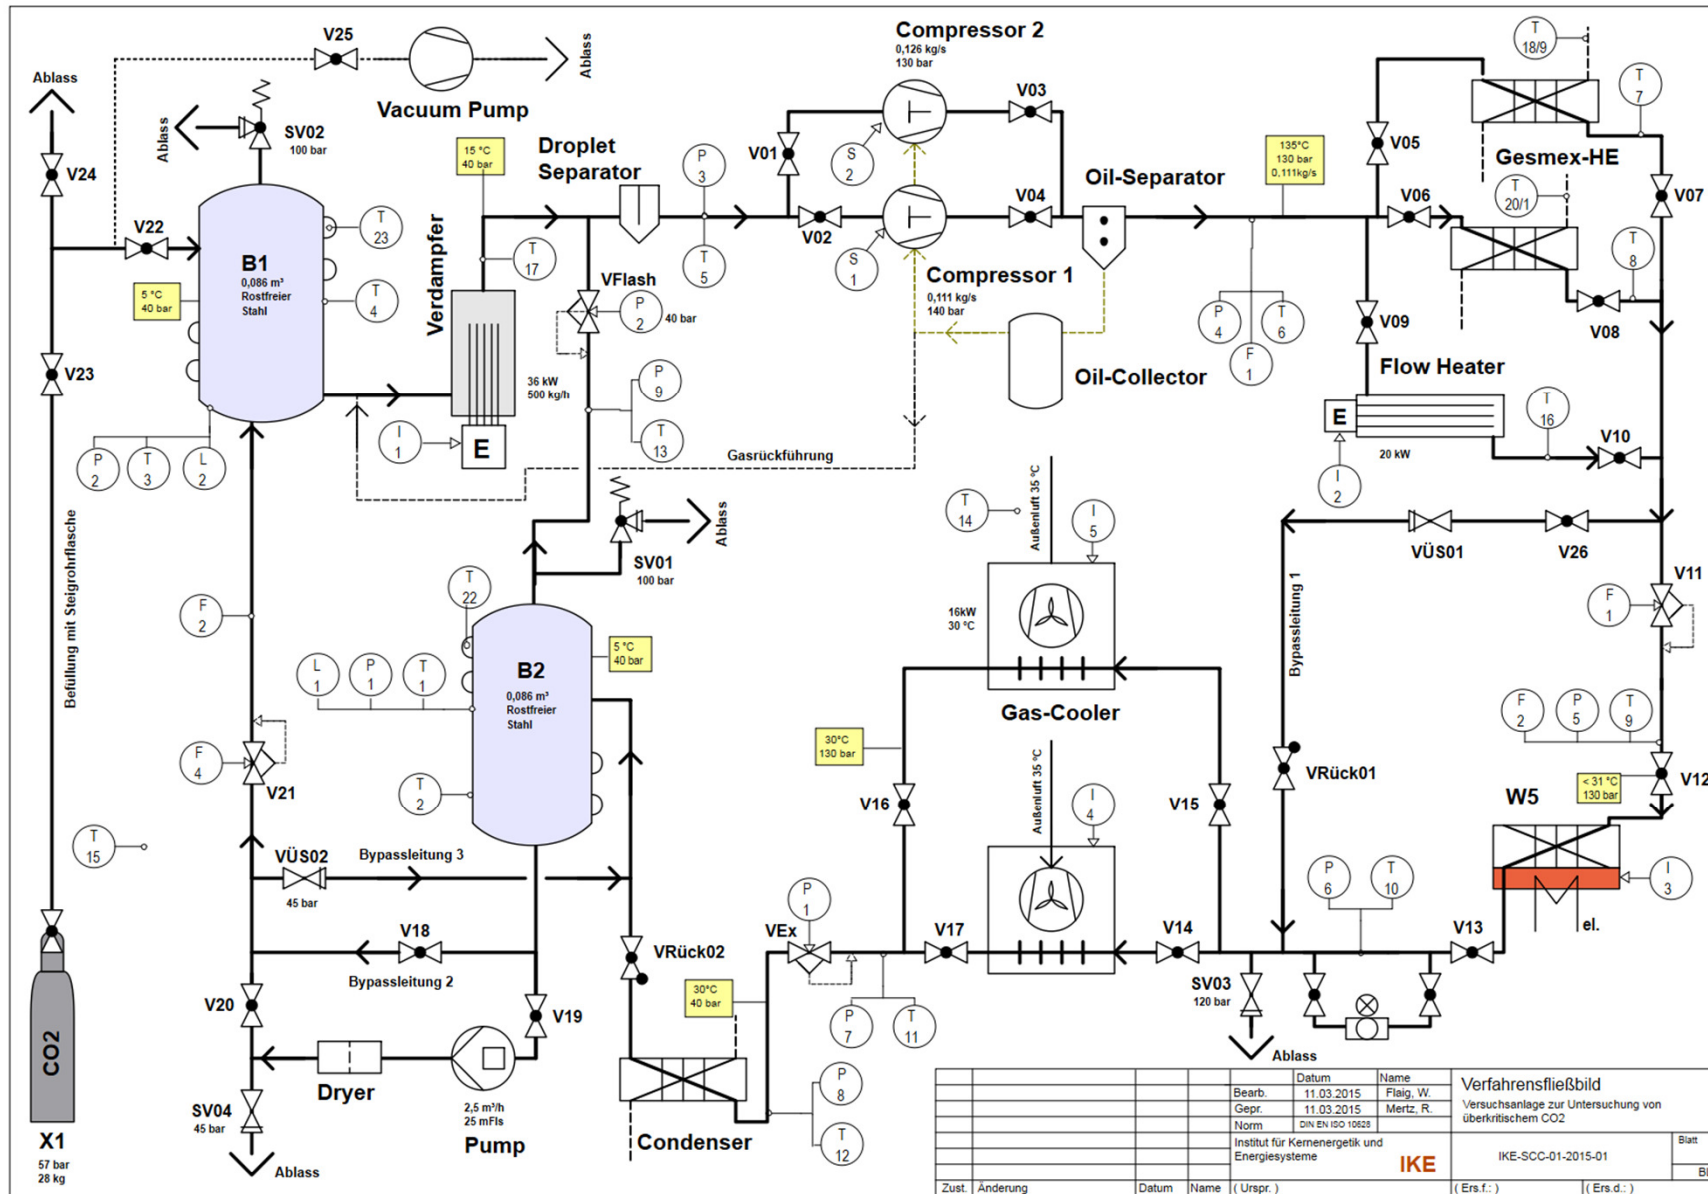 V25
Ablass
Vacuum Pump
Ablass
V24
Ablass
SV02
100 bar
V22
B1
0,086 m³
Rostfreier
Stahl
T
23
T
4
5 °C
40 bar
V23
P
2
T
3
L
2
Befüllung mit Steigrohrflasche
15 °C
40 bar
Verdampfer
T
17
36 kW
500 kg/h
I
1
E
Droplet
Separator
VFlash
P
2
40 bar
P
9
T
13
Gasrückführung
P
3
T
5
Compressor 2
0,126 kg/s
130 bar
V01
V03
S
2
V02
V04
S
1
Compressor 1
0,111 kg/s
140 bar
Oil-Separator
Oil-Collector
135°C
130 bar
0,111kg/s
P
4
T
6
F
1
T
18/9
T
7
V05
Gesmex-HE
V06
T
20/1
V07
T
8
V08
V09
Flow Heater
E
20 kW
I
2
T
16
V10
VÜS01
V26
V11
F
1
Bypassleitung 1
F
2
P
5
T
9
VRück01
< 31 °C
130 bar
V12
W5
I
3
el.
V13
P
6
T
10
SV03
120 bar
Ablass
V14
V15
T
14
Außenluft 35 °C
I
5
16kW
30 °C
Gas-Cooler
Außenluft 35 °C
I
4
30°C
130 bar
V16
V17
VEx
P
1
P
7
T
11
SV01
100 bar
Ablass
T
22
L
1
P
1
T
1
B2
0,086 m³
Rostfreier
Stahl
5 °C
40 bar
T
2
F
2
F
4
V21
T
15
VÜS02
45 bar
Bypassleitung 3
V18
Bypassleitung 2
V20
V19
VRück02
30°C
40 bar
Condenser
P
8
T
12
Dryer
Pump
2,5 m³/h
25 mFls
SV04
45 bar
Ablass
CO2
X1
57 bar
28 kg
Datum Name
Bearb. 11.03.2015 Flaig, W.
Gepr. 11.03.2015 Mertz, R.
Norm DIN EN ISO 10628
Verfahrensfließbild
Versuchsanlage zur Untersuchung von
überkritischem CO2
Institut für Kernenergetik und
Energiesysteme
IKE
IKE-SCC-01-2015-01
Blatt
Bl
Zust. Änderung Datum Name ( Urspr. ) ( Ers.f.: ) ( Ers.d.: )